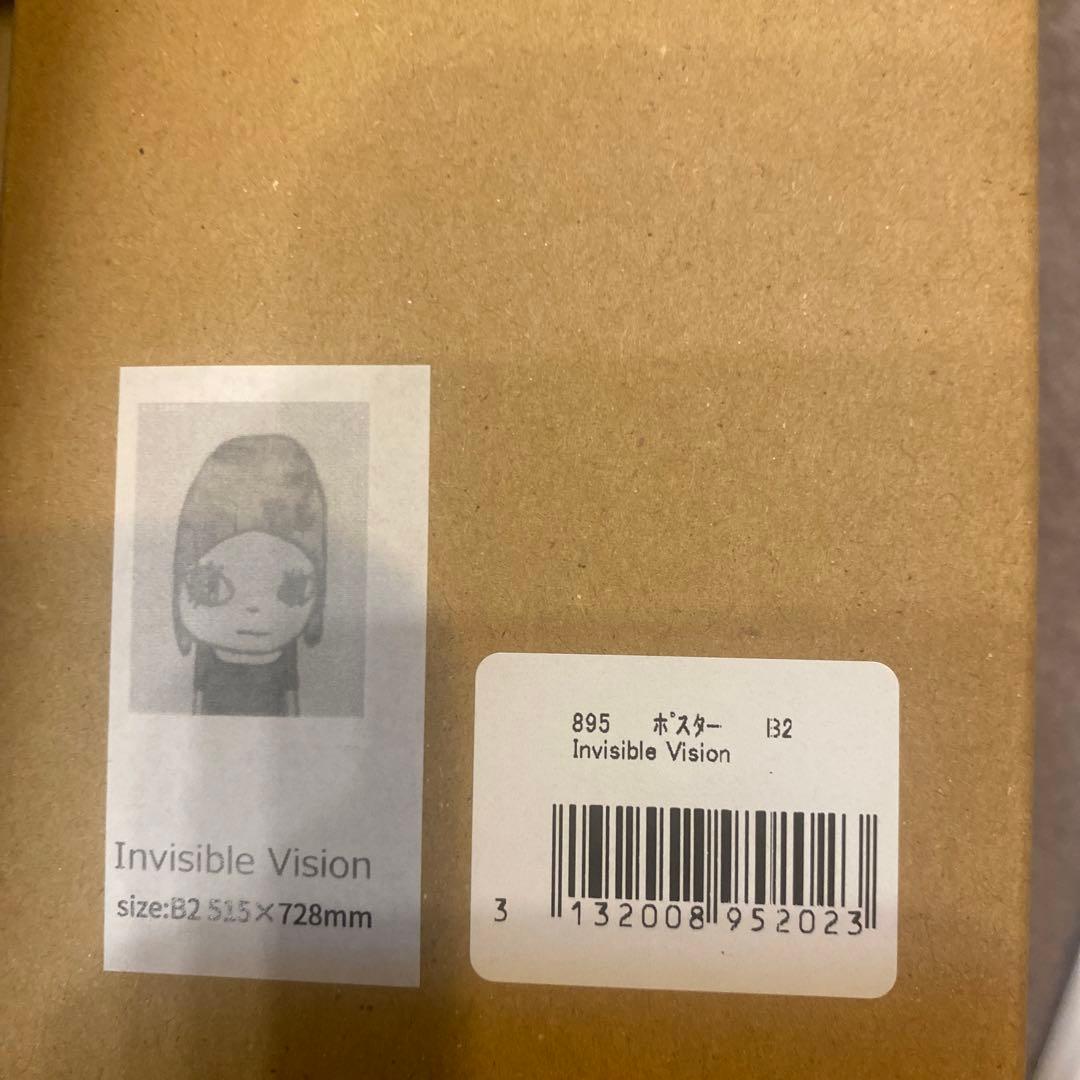 Invisible Vision
size:B2 515×728mm
895 ﾎﾟｽﾀｰ B2
Invisible Vision
3 132008 952023